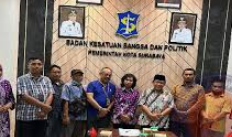 BADAN KESATUAN BANGSA DAN POLITIK
PEMERINTAH KOTA SURABAYA